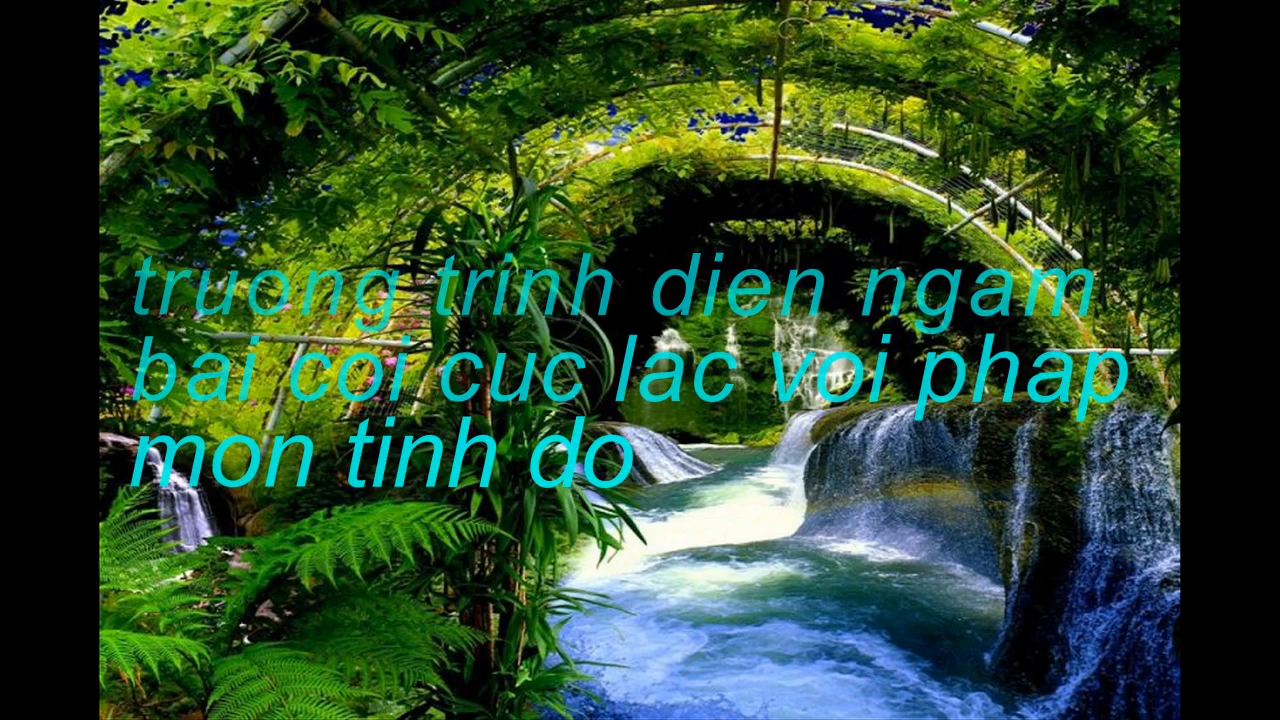 truong trinh dien ngam
bai coi cuc lac voi phap
mon tinh do